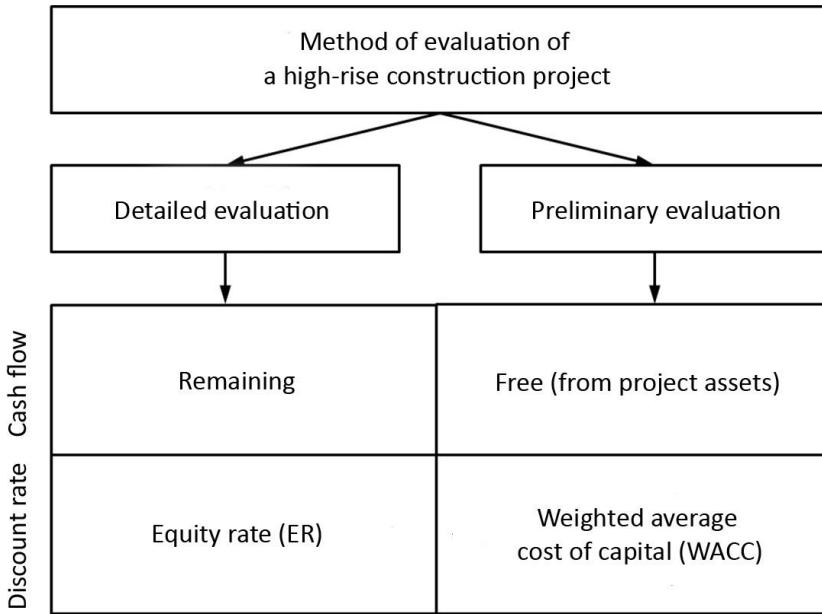 Method of evaluation of
a high-rise construction project
Detailed evaluation
Preliminary evaluation
Cash flow
Remaining
Free (from project assets)
Discount rate
Equity rate (ER)
Weighted average
cost of capital (WACC)